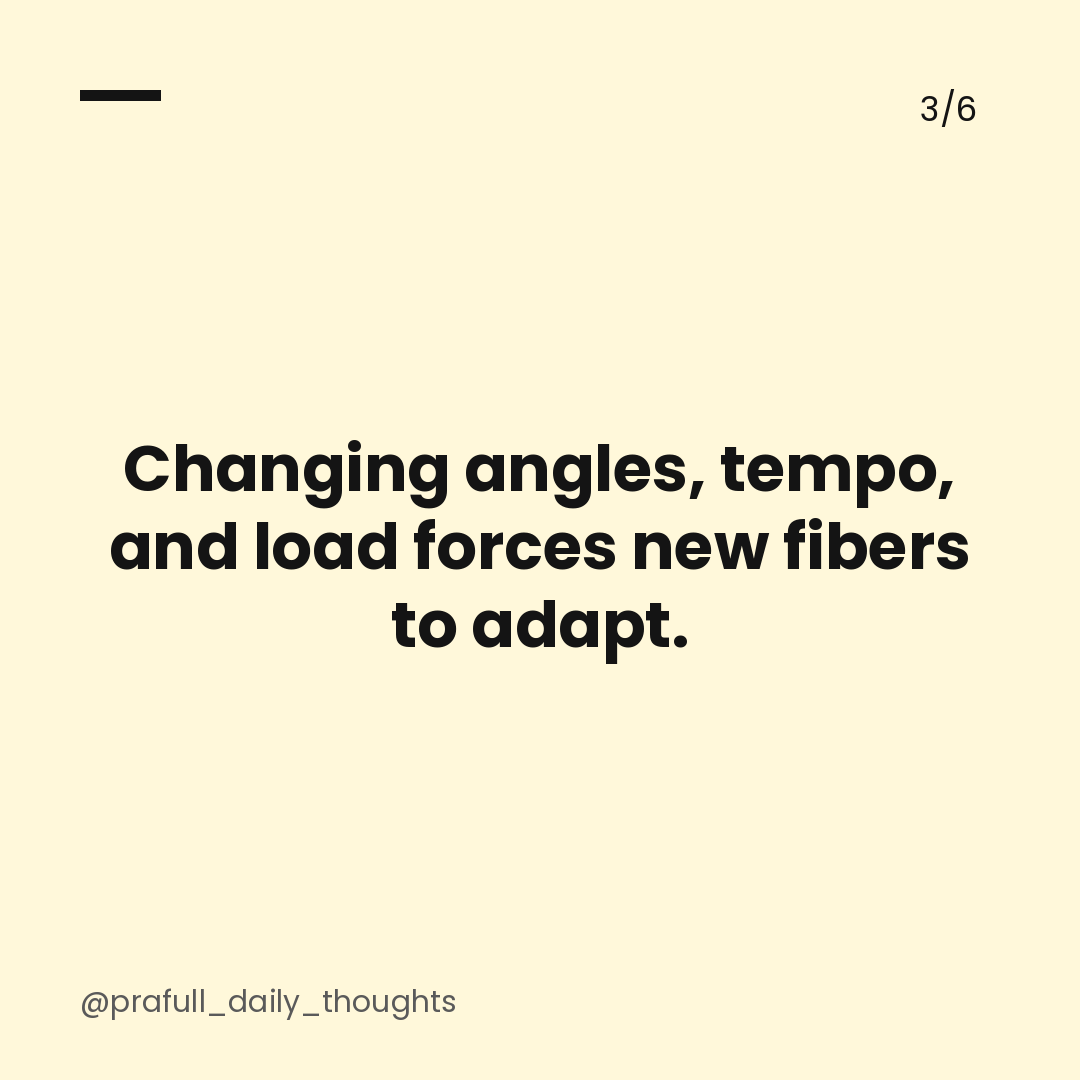 3/6
Changing angles, tempo,
and load forces new fibers
to adapt.
@prafull_daily_thoughts